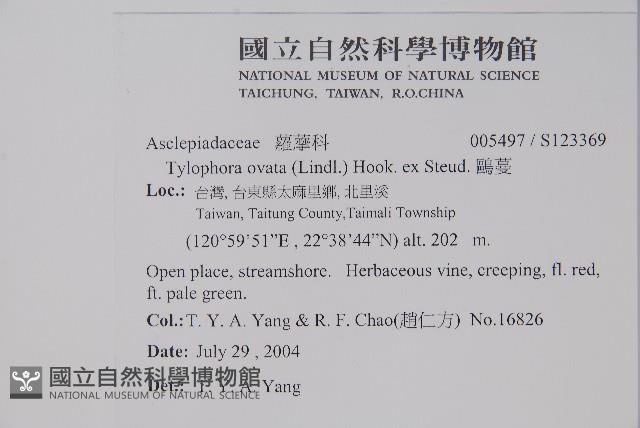 國立自然科學博物館
NATIONAL MUSEUM OF NATURAL SCIENCE
TAICHUNG, TAIWAN, R.O.CHINA
Asclepiadaceae 蘿藦科 005497 / S123369
Tylophora ovata (Lindl.) Hook. ex Steud. 鷗蔓
Loc.: 台灣, 台東縣太麻里鄉, 北里溪
Taiwan, Taitung County,Taimali Township
(120°59'51”E , 22°38'44”N) alt. 202 m.
Open place, streamshore. Herbaceous vine, creeping, fl. red,
ft. pale green.
Col.:T. Y. A. Yang & R. F. Chao(趙仁方) No.16826
Date: July 29 , 2004
Det.: T. Y. A. Yang
國立自然科學博物館
NATIONAL MUSEUM OF NATURAL SCIENCE